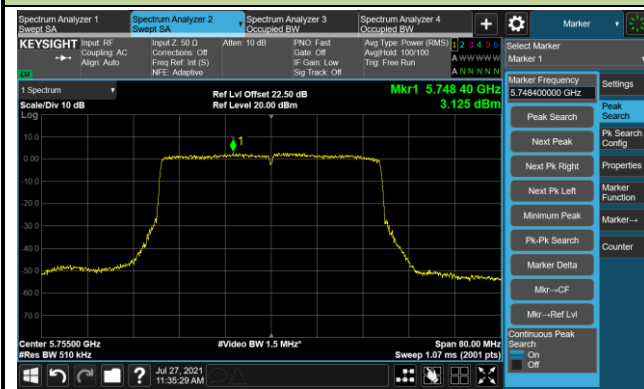 Spectrum Analyzer 1
Swept SA
Spectrum Analyzer 2
Swept SA
Spectrum Analyzer 3
Occupied BW
Spectrum Analyzer 4
Occupied BW
+
Marker
KEYSIGHT
Input: RF
Coupling: AC
Align: Auto
Input Z: 50 Ω
Corrections: Off
Freq Ref: Int (S)
NFE: Adaptive
Atten: 10 dB
PNO: Fast
Gate: Off
IF Gain: Low
Sig Track: Off
Avg Type: Power (RMS)
Avg|Hold: 100/100
Trig: Free Run
1 2 3 4 5 6
A W W W W W
A N N N N N
Select Marker
Marker 1
1 Spectrum
Scale/Div 10 dB
Log
Ref Lvl Offset 22.50 dB
Ref Level 20.00 dBm
Mkr1 5.748 40 GHz
3.125 dBm
1
10.0
0.00
-10.0
-20.0
-30.0
-40.0
-50.0
-60.0
-70.0
Center 5.75500 GHz
#Res BW 510 kHz
#Video BW 1.5 MHz*
Span 80.00 MHz
Sweep 1.07 ms (2001 pts)
Marker Frequency
5.748400000 GHz
Peak Search
Next Peak
Next Pk Right
Next Pk Left
Minimum Peak
Pk-Pk Search
Marker Delta
Mkr→CF
Mkr→Ref Lvl
Continuous Peak
Search
On
Off
Settings
Peak
Search
Pk Search
Config
Properties
Marker
Function
Marker→
Counter
?
Jul 27, 2021
11:35:29 AM